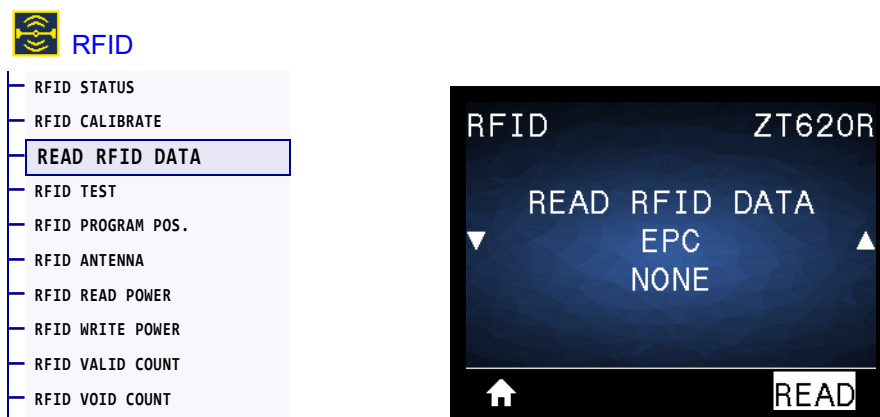 RFID
RFID STATUS
RFID CALIBRATE
READ RFID DATA
RFID TEST
RFID PROGRAM POS.
RFID ANTENNA
RFID READ POWER
RFID WRITE POWER
RFID VALID COUNT
RFID VOID COUNT
RFID ZT620R
READ RFID DATA
EPC
NONE
READ